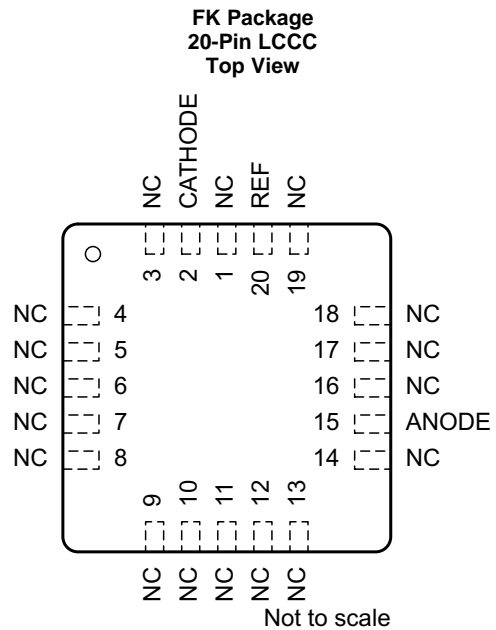 FK Package
20-Pin LCCC
Top View
NC
CATHODE
NC
REF
NC
3
2
1
20
19
NC 4
NC 5
NC 6
NC 7
NC 8
18 NC
17 NC
16 NC
15 ANODE
14 NC
9
10
11
12
13
NC
NC
NC
NC
NC
Not to scale